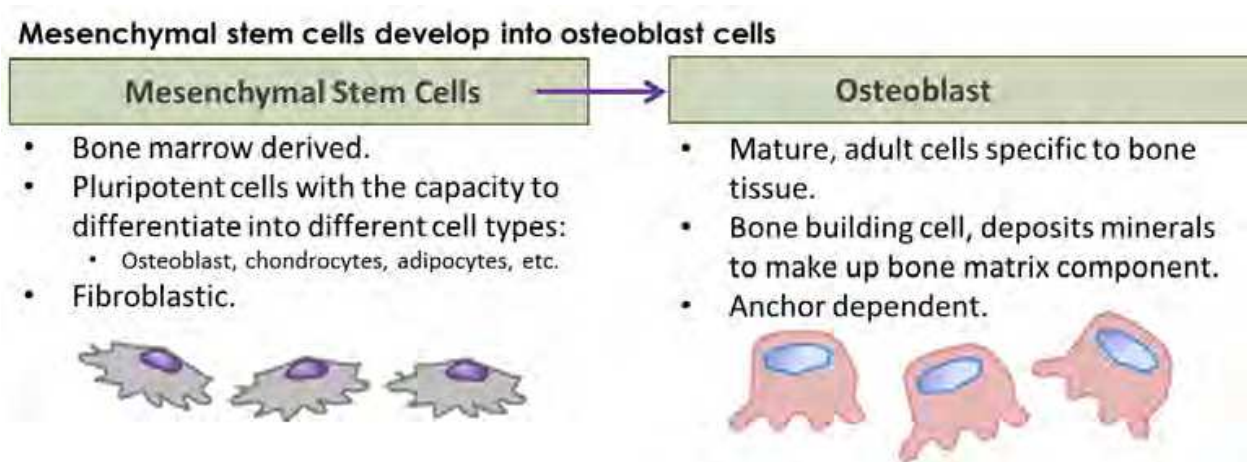 Mesenchymal stem cells develop into osteoblast cells
Mesenchymal Stem Cells
• Bone marrow derived.
• Pluripotent cells with the capacity to
differentiate into different cell types:
• Osteoblast, chondrocytes, adipocytes, etc.
• Fibroblastic.
Osteoblast
• Mature, adult cells specific to bone
tissue.
• Bone building cell, deposits minerals
to make up bone matrix component.
• Anchor dependent.